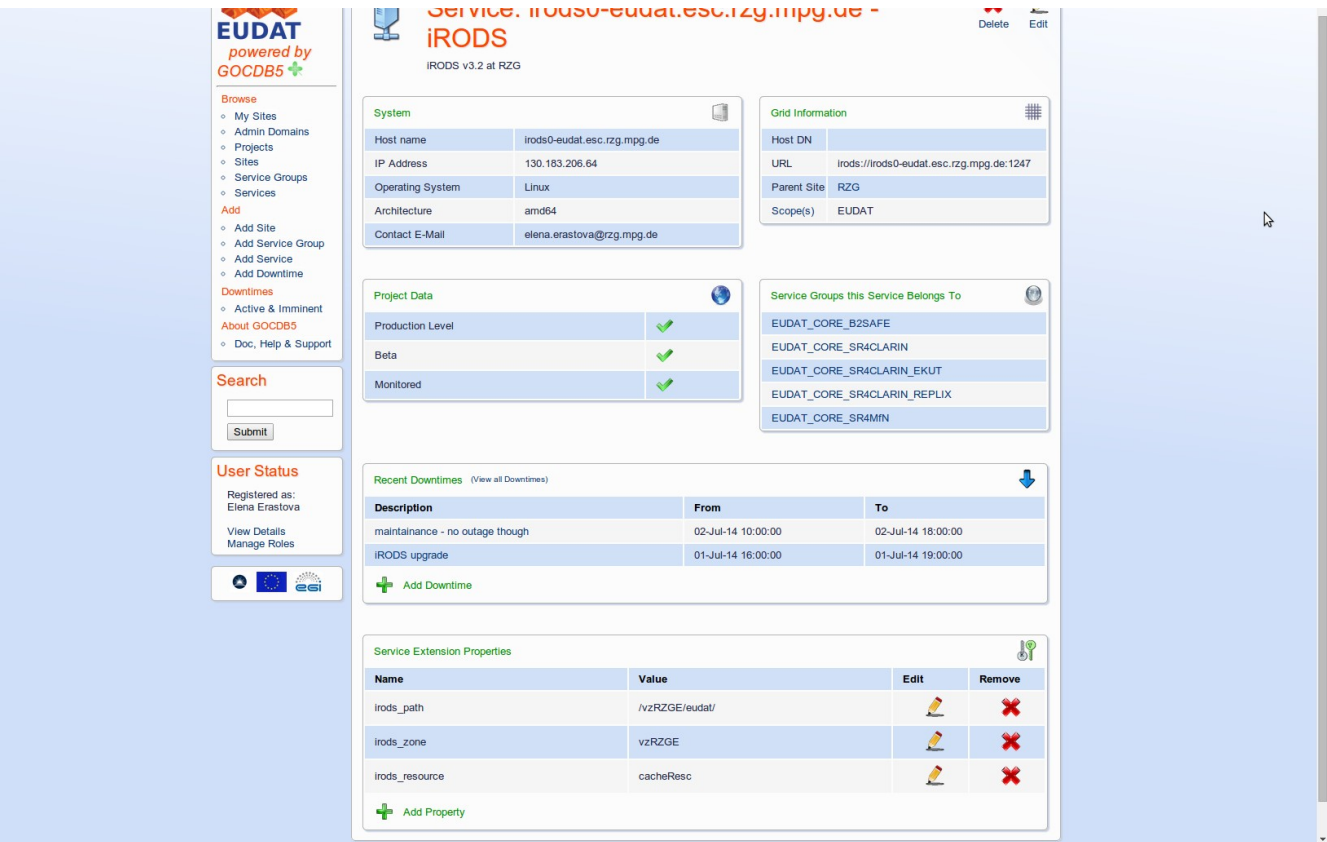 EUDAT
powered by
GOCDB5
Browse
My Sites
Admin Domains
Projects
Sites
Service Groups
Services
Add
Add Site
Add Service Group
Add Service
Add Downtime
Downtimes
Active & Imminent
About GOCDB5
Doc, Help & Support
Search
Submit
User Status
Registered as:
Elena Erastova
View Details
Manage Roles
egi
Service: irods0-eudat.esc.rzg.mpg.de -
iRODS
iRODS v3.2 at RZG
Delete Edit
System
Host name irods0-eudat.esc.rzg.mpg.de
IP Address 130.183.206.64
Operating System Linux
Architecture amd64
Contact E-Mail elena.erastova@rzg.mpg.de
Grid Information
Host DN
URL irods://irods0-eudat.esc.rzg.mpg.de:1247
Parent Site RZG
Scope(s) EUDAT
Project Data
Production Level
Beta
Monitored
Service Groups this Service Belongs To
EUDAT_CORE_B2SAFE
EUDAT_CORE_SR4CLARIN
EUDAT_CORE_SR4CLARIN_EKUT
EUDAT_CORE_SR4CLARIN_REPLIX
EUDAT_CORE_SR4MfN
Recent Downtimes (View all Downtimes)
Description From To
maintainance - no outage though 02-Jul-14 10:00:00 02-Jul-14 18:00:00
iRODS upgrade 01-Jul-14 16:00:00 01-Jul-14 19:00:00
Add Downtime
Service Extension Properties
Name Value Edit Remove
irods_path /vzRZGE/eudat/
irods_zone vzRZGE
irods_resource cacheResc
Add Property